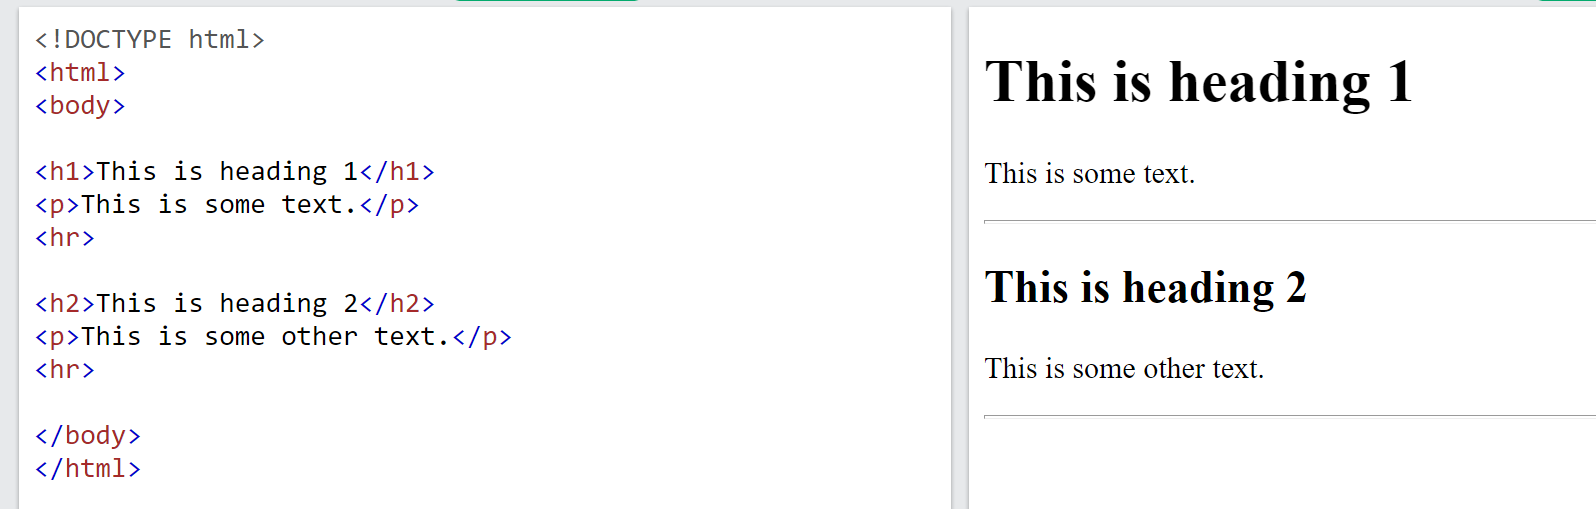 <!DOCTYPE html>
<html>
<body>
<h1>This is heading 1</h1>
<p>This is some text.</p>
<hr>
<h2>This is heading 2</h2>
<p>This is some other text.</p>
<hr>
</body>
</html>
This is heading 1
This is some text.
This is heading 2
This is some other text.